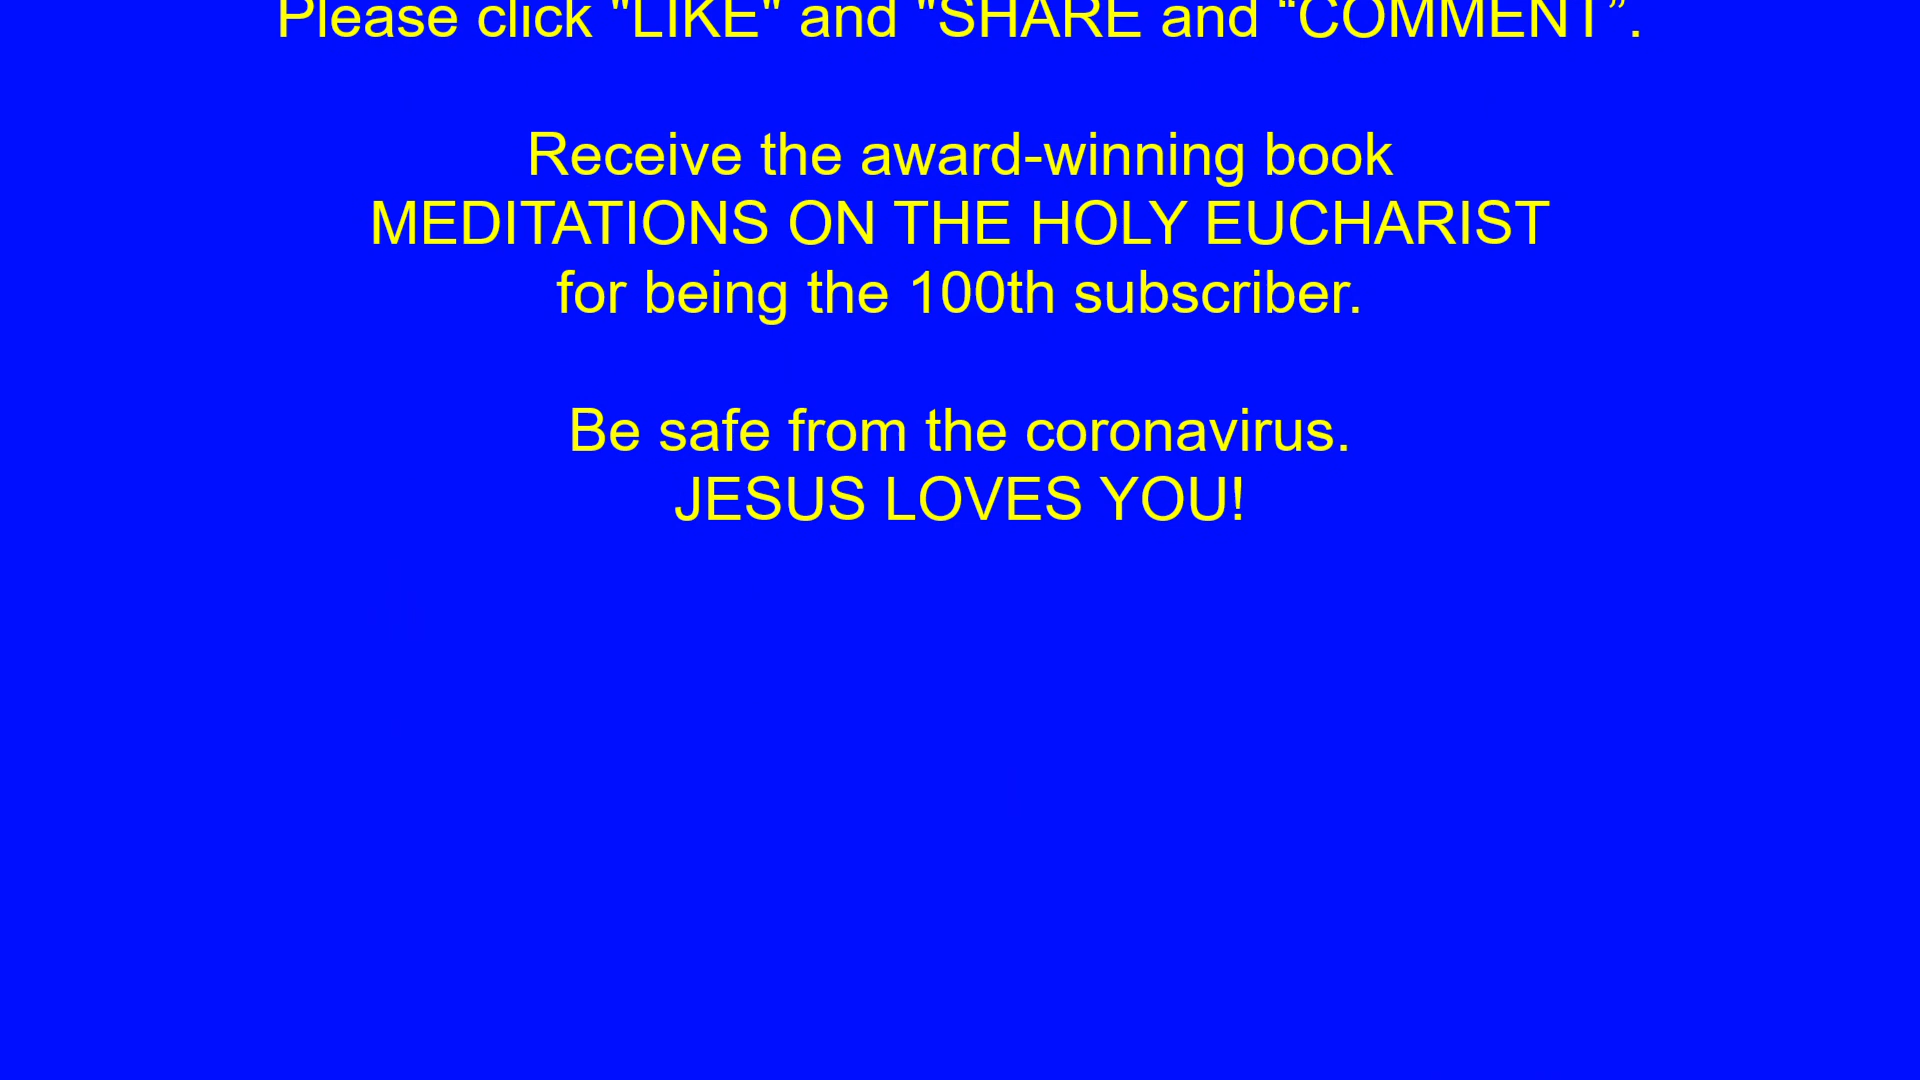 Please click "LIKE" and "SHARE and “COMMENT”.
Receive the award-winning book
MEDITATIONS ON THE HOLY EUCHARIST
for being the 100th subscriber.
Be safe from the coronavirus.
JESUS LOVES YOU!